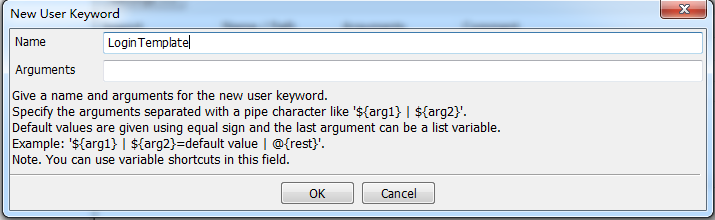 New User Keyword
Name
LoginTemplate
Arguments
Give a name and arguments for the new user keyword.
Specify the arguments separated with a pipe character like '${arg1} | ${arg2}'.
Default values are given using equal sign and the last argument can be a list variable.
Example: '${arg1} | ${arg2}=default value | @{rest}'.
Note. You can use variable shortcuts in this field.
OK
Cancel